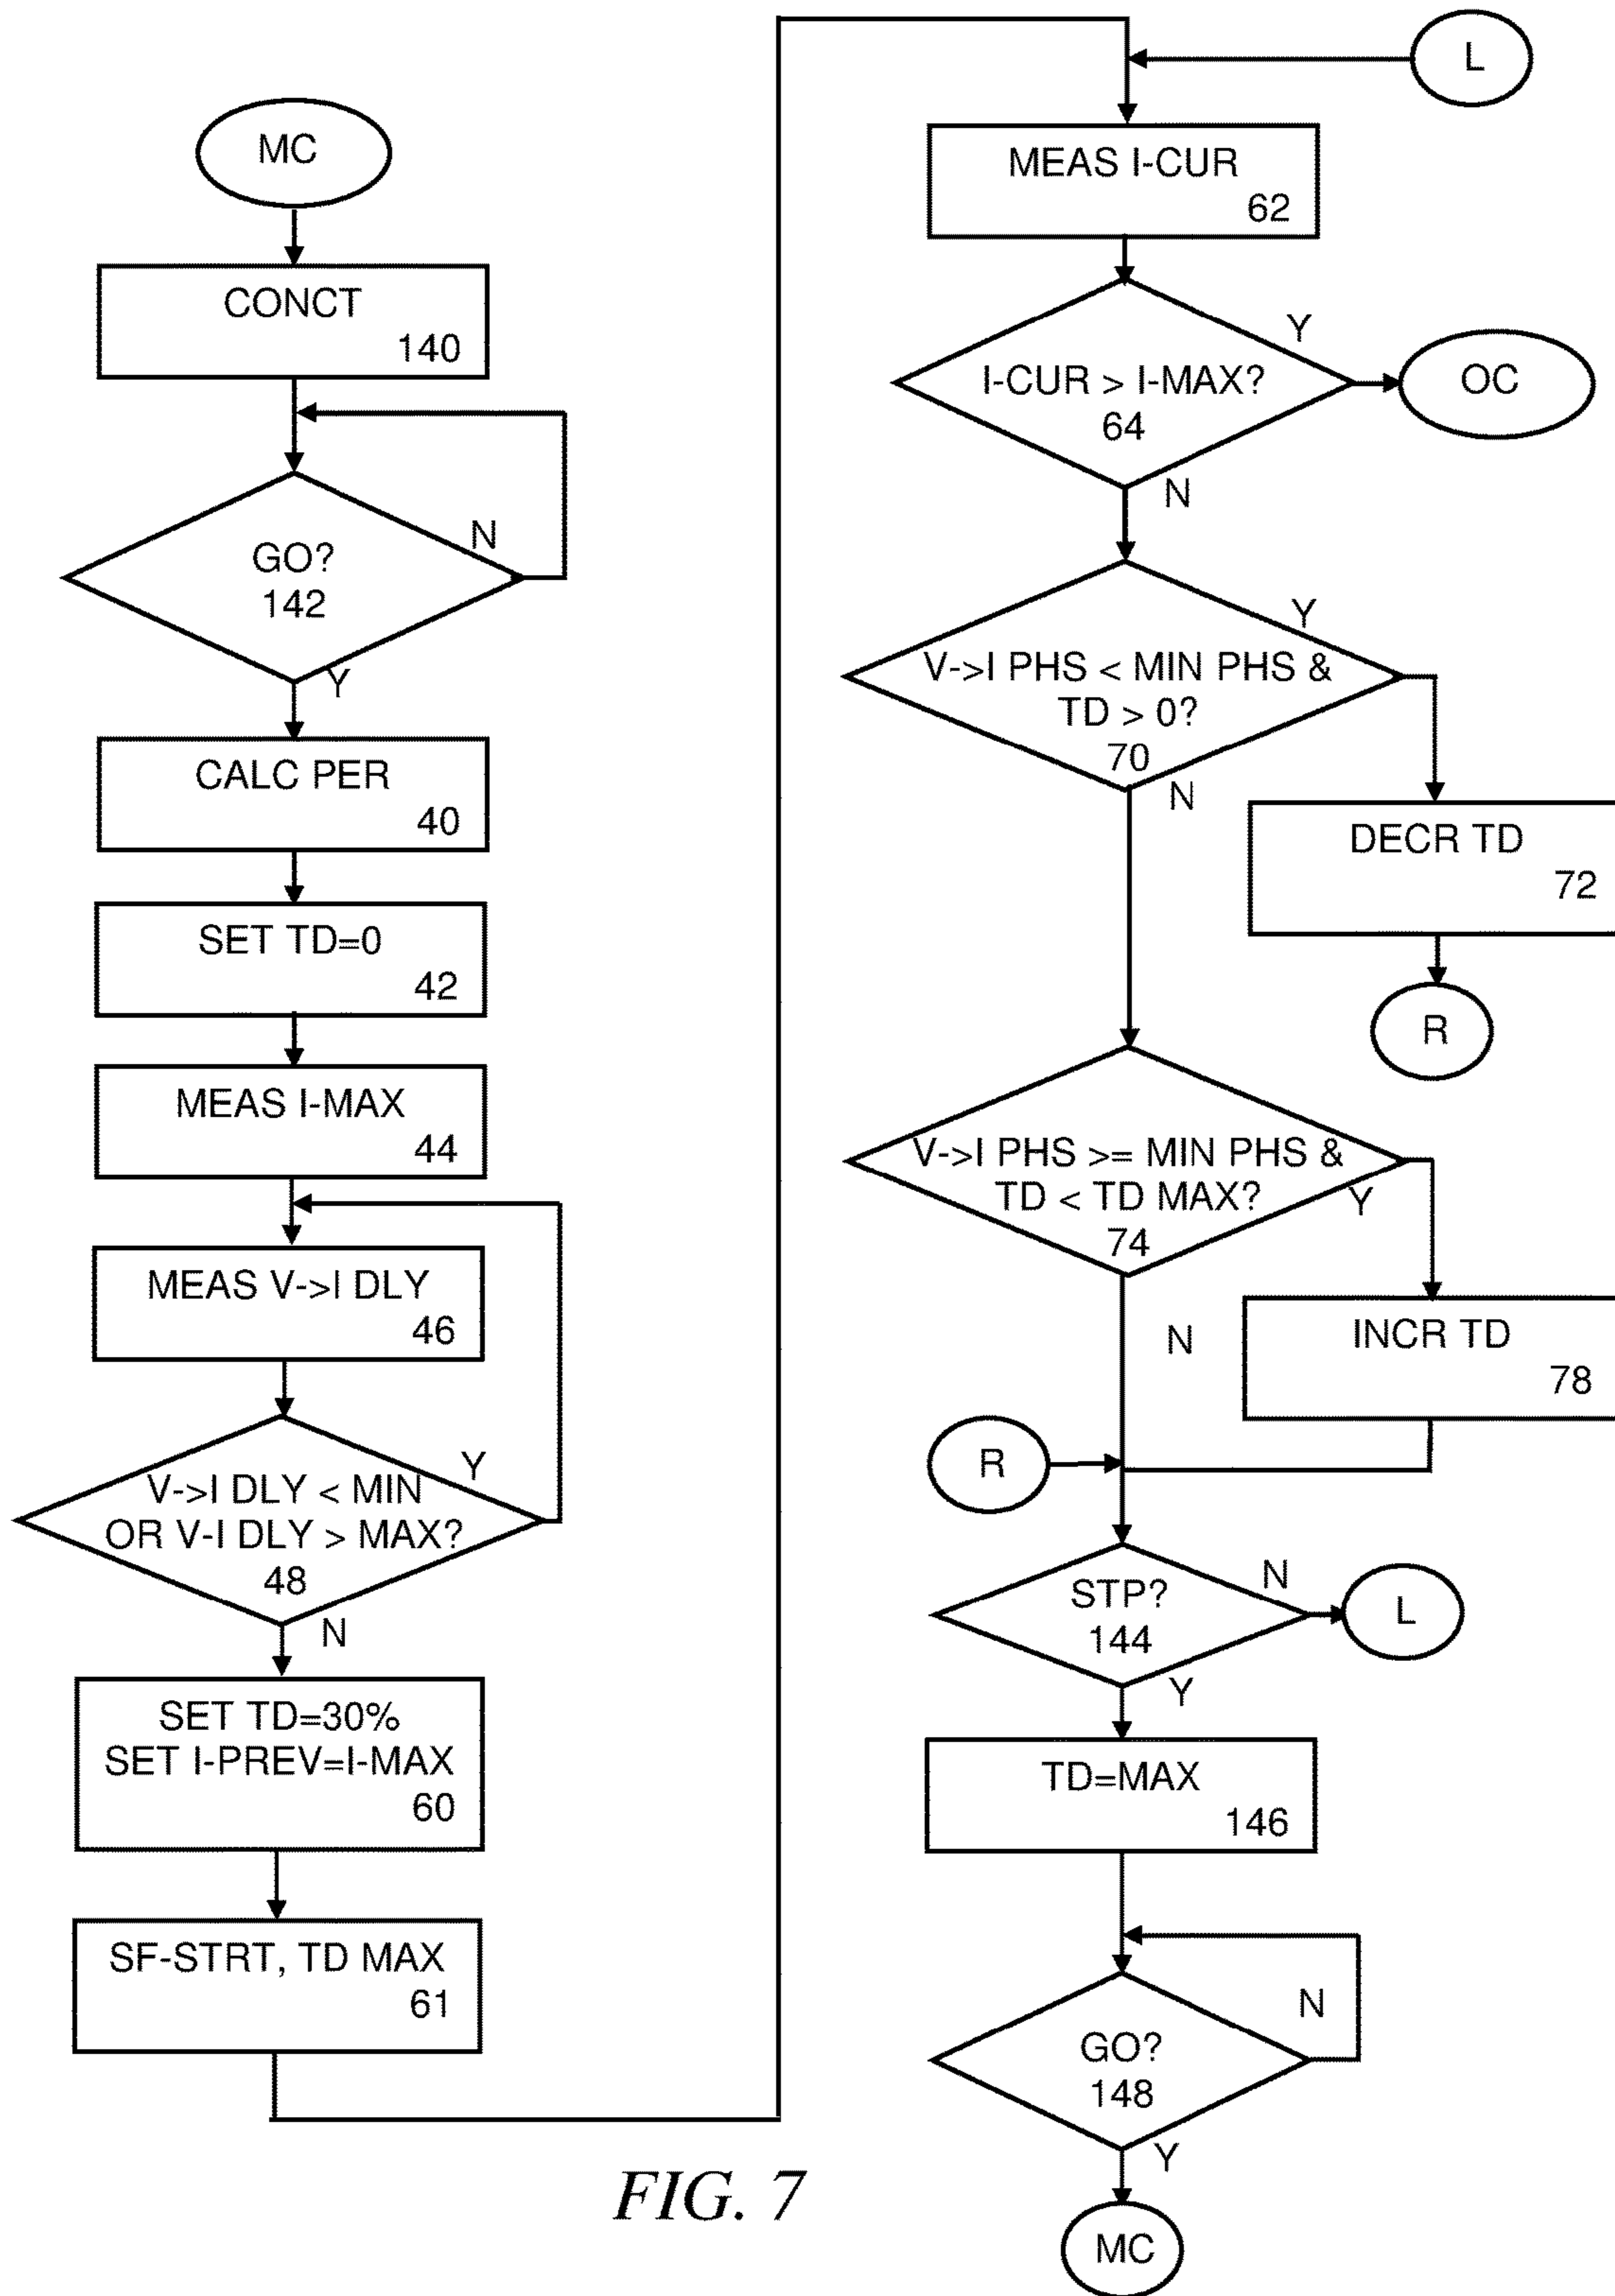 MC
CONCT
140
GO?
142
N
Y
CALC PER
40
SET TD=0
42
MEAS I-MAX
44
MEAS V->I DLY
46
V->I DLY < MIN
OR V-I DLY > MAX?
48
Y
N
SET TD=30%
SET I-PREV=I-MAX
60
SF-STRT, TD MAX
61
L
MEAS I-CUR
62
I-CUR > I-MAX?
64
Y
OC
N
V->I PHS < MIN PHS &
TD > 0?
70
Y
N
DECR TD
72
R
V->I PHS >= MIN PHS &
TD < TD MAX?
74
Y
N
INCR TD
78
R
STP?
144
N
L
Y
TD=MAX
146
GO?
148
N
Y
MC
FIG. 7